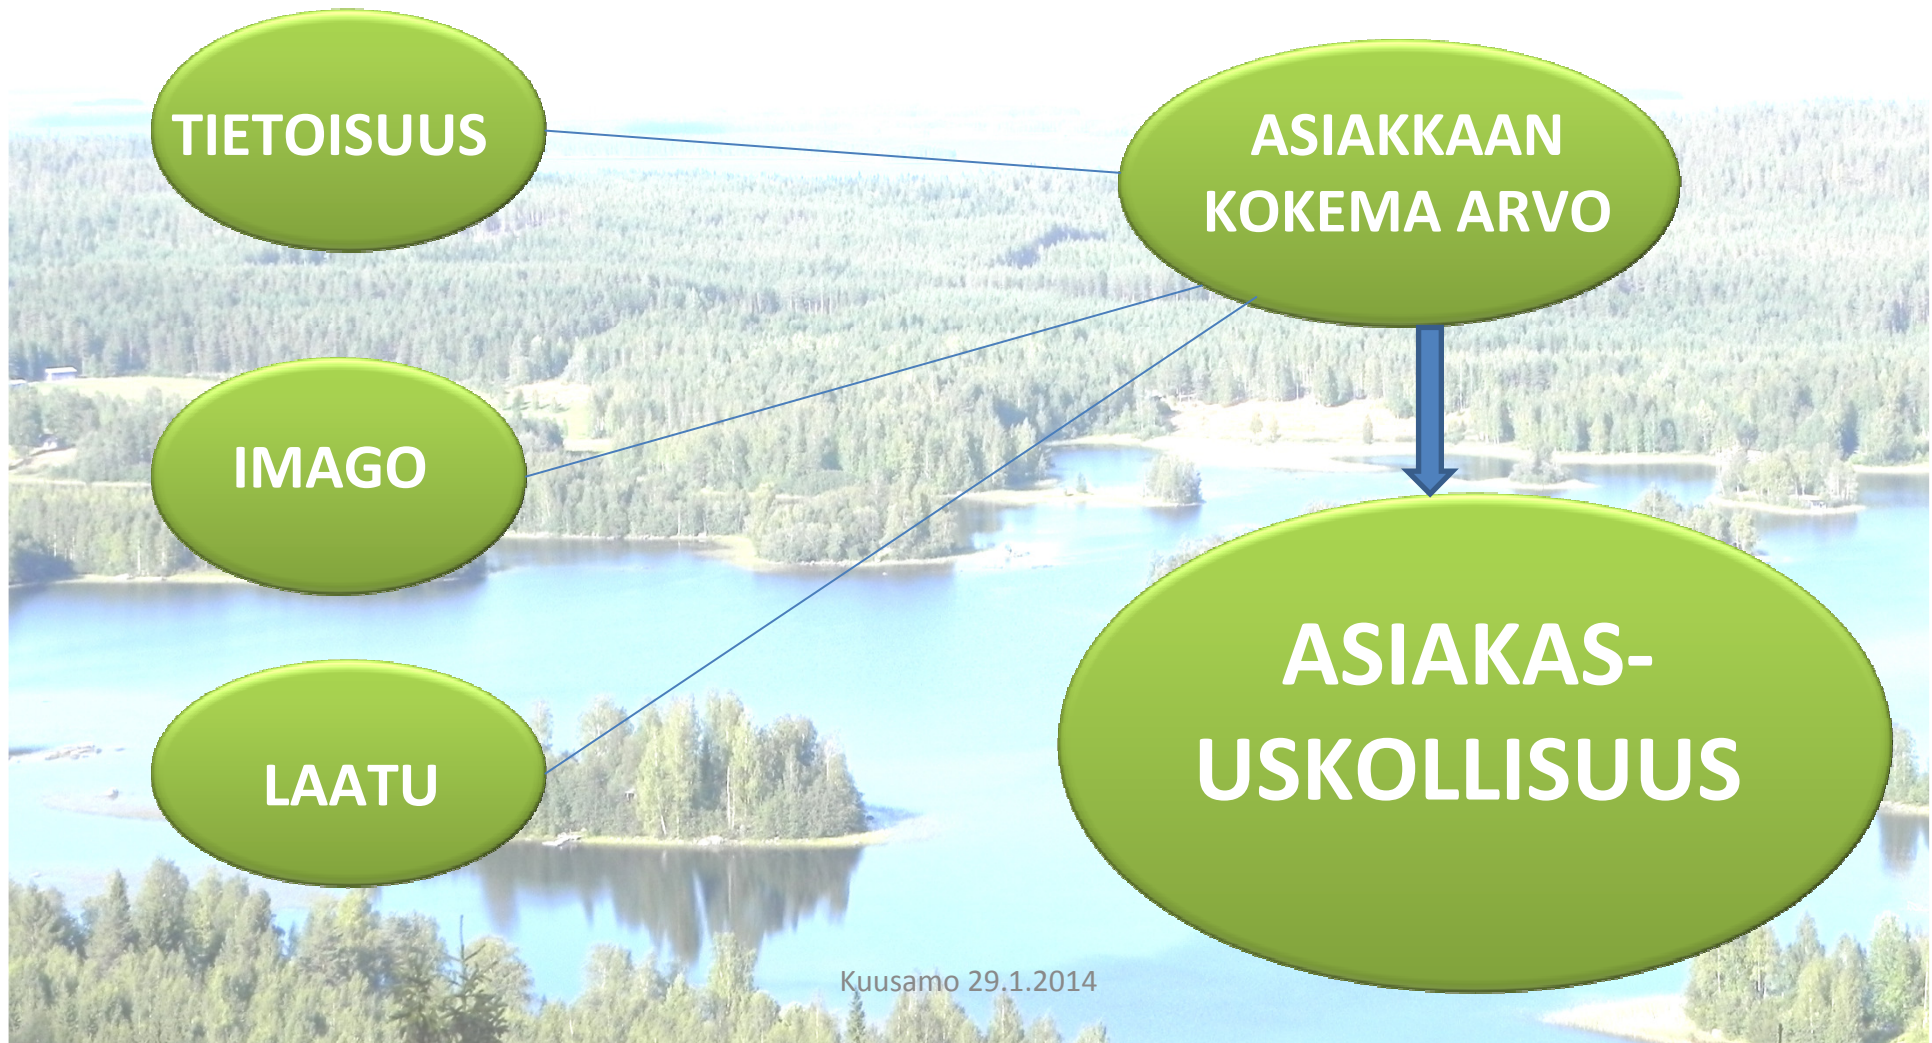 TIETOISUUS
IMAGO
LAATU
ASIAKKAAN
KOKEMA ARVO
ASIAKAS-
USKOLLISUUS
Kuusamo 29.1.2014